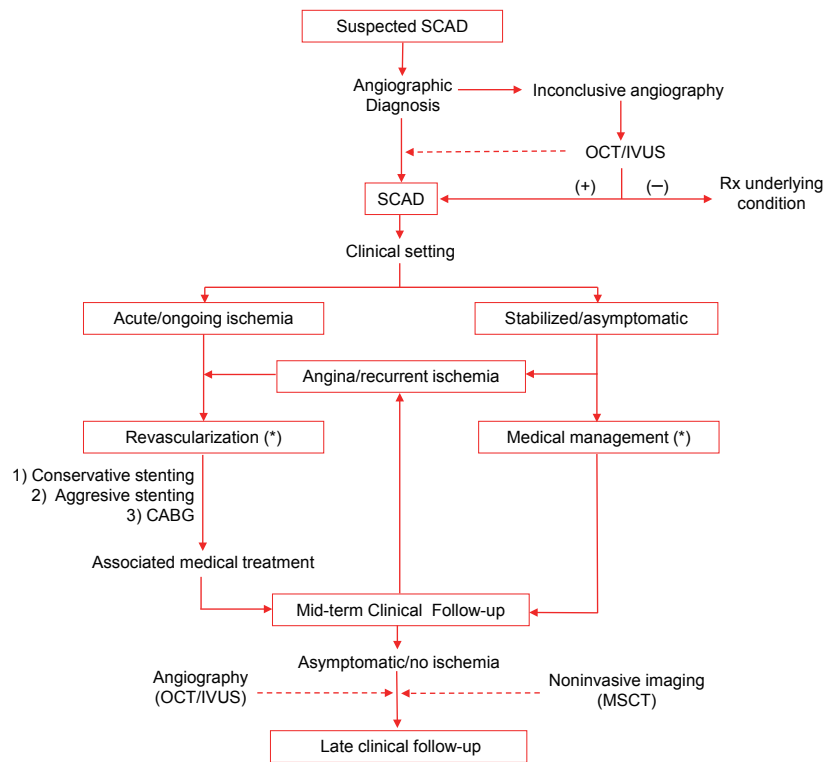 Suspected SCAD
Angiographic
Diagnosis
Inconclusive angiography
OCT/IVUS
(+)
(−)
Rx underlying
condition
SCAD
Clinical setting
Acute/ongoing ischemia
Stabilized/asymptomatic
Angina/recurrent ischemia
Revascularization (*)
Medical management (*)
1) Conservative stenting
2) Aggresive stenting
3) CABG
Associated medical treatment
Mid-term Clinical Follow-up
Asymptomatic/no ischemia
Angiography
(OCT/IVUS)
Noninvasive imaging
(MSCT)
Late clinical follow-up